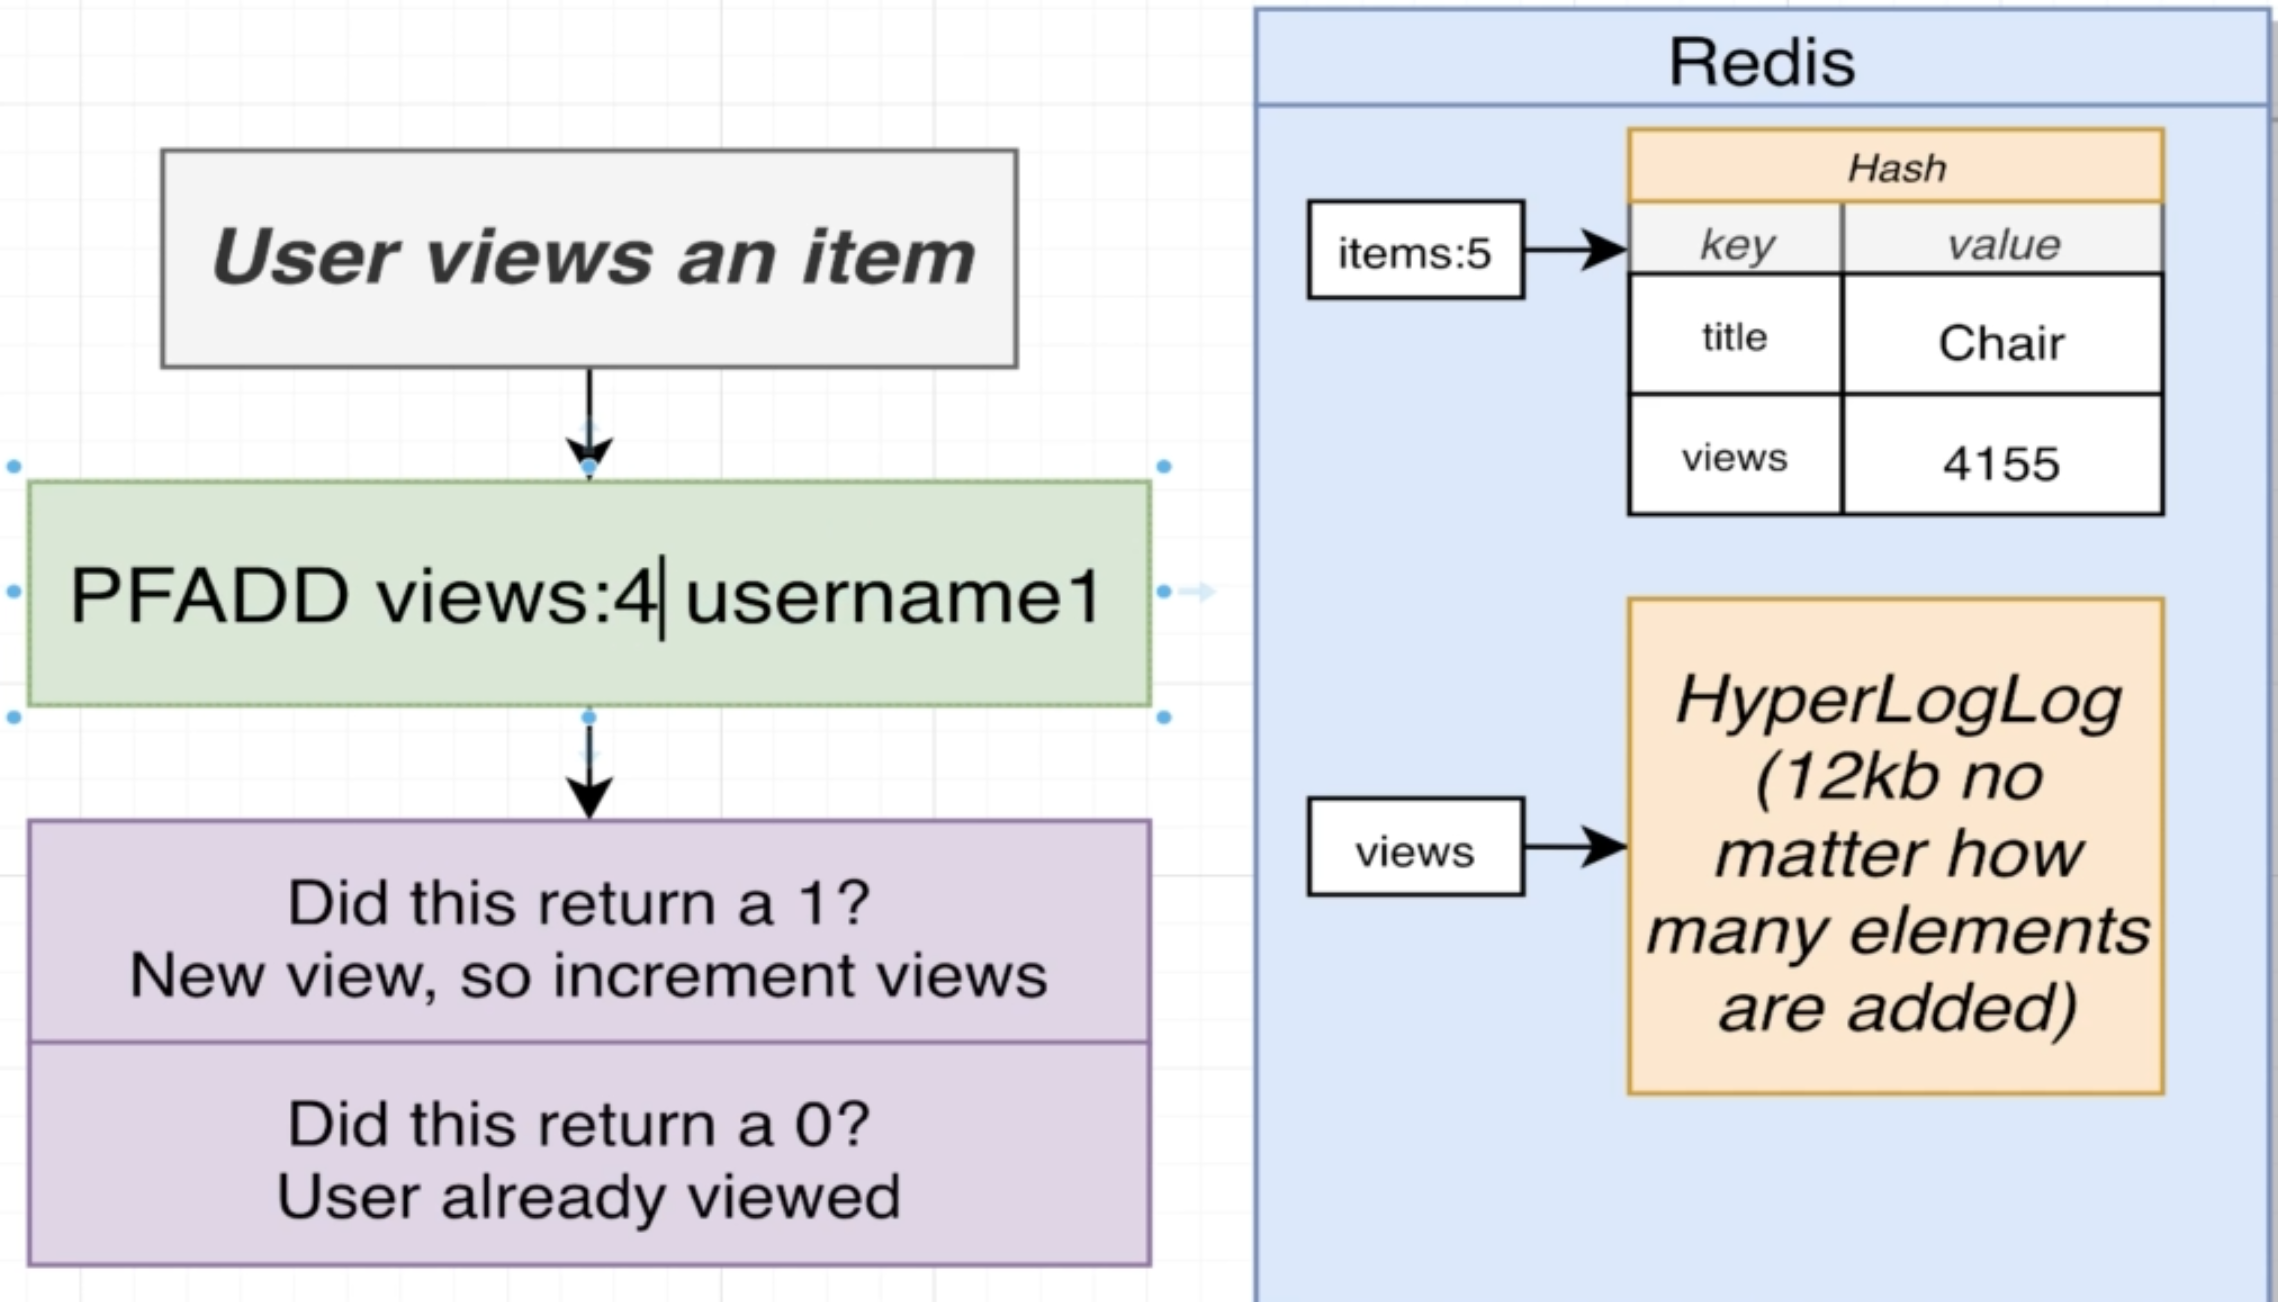 User views an item
PFADD views:4 username1
Did this return a 1?
New view, so increment views
Did this return a 0?
User already viewed
Redis
items:5
Hash
key value
title Chair
views 4155
views
HyperLogLog
(12kb no
matter how
many elements
are added)